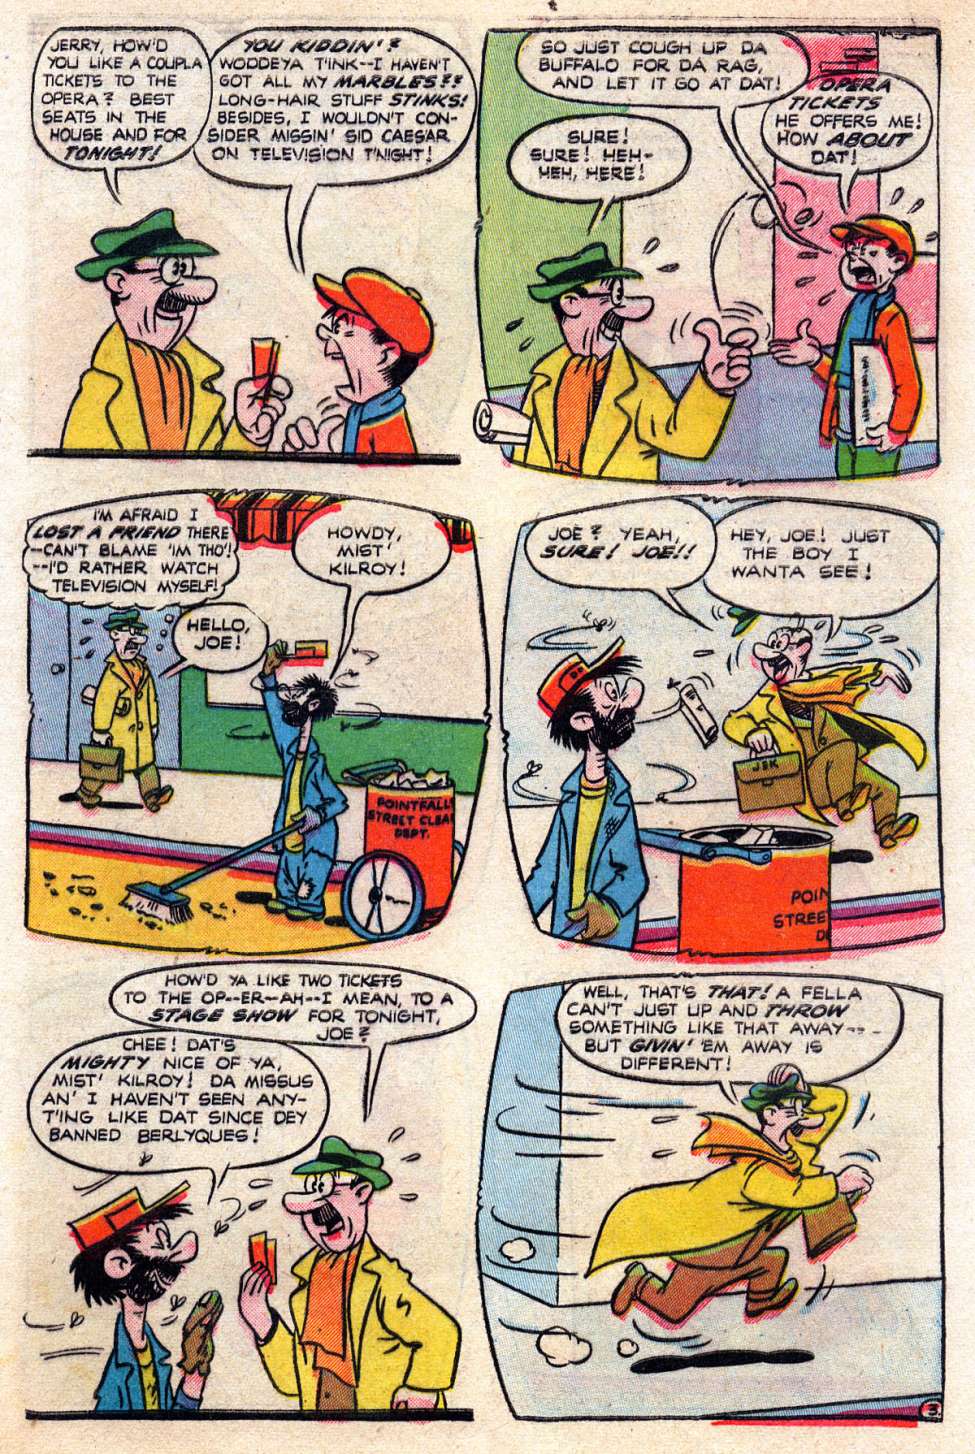 JERRY, HOW'D
YOU LIKE A COUPLA
TICKETS TO THE
OPERA? BEST
SEATS IN THE
HOUSE AND FOR
TONIGHT!
YOU KIDDIN'?
WODDEYA T'INK--I HAVEN'T
GOT ALL MY MARBLES??
LONG-HAIR STUFF STINKS!
BESIDES, I WOULDN'T CON-
SIDER MISSIN' SID CAESAR
ON TELEVISION T'NIGHT!
SO JUST COUGH UP DA
BUFFALO FOR DA RAG,
AND LET IT GO AT DAT!
SURE!
SURE! HEH-
HEH, HERE!
OPERA
TICKETS
HE OFFERS ME!
HOW ABOUT
DAT!
I'M AFRAID I
LOST A FRIEND THERE
--CAN'T BLAME 'IM THO'!
--I'D RATHER WATCH
TELEVISION MYSELF!
HELLO,
JOE!
HOWDY,
MIST'
KILROY!
POINTFALL
STREET CLEA
DEPT.
JOE? YEAH,
SURE! JOE!!
HEY, JOE! JUST
THE BOY I
WANTA SEE!
JSK
POIN
STREE
D
HOW'D YA LIKE TWO TICKETS
TO THE OP--ER--AH--I MEAN, TO A
STAGE SHOW FOR TONIGHT,
JOE?
CHEE! DAT'S
MIGHTY NICE OF YA,
MIST' KILROY! DA MISSUS
AN' I HAVEN'T SEEN ANY-
T'ING LIKE DAT SINCE DEY
BANNED BERLYQUES!
WELL, THAT'S THAT! A FELLA
CAN'T JUST UP AND THROW
SOMETHING LIKE THAT AWAY---
BUT GIVIN' 'EM AWAY IS
DIFFERENT!
3